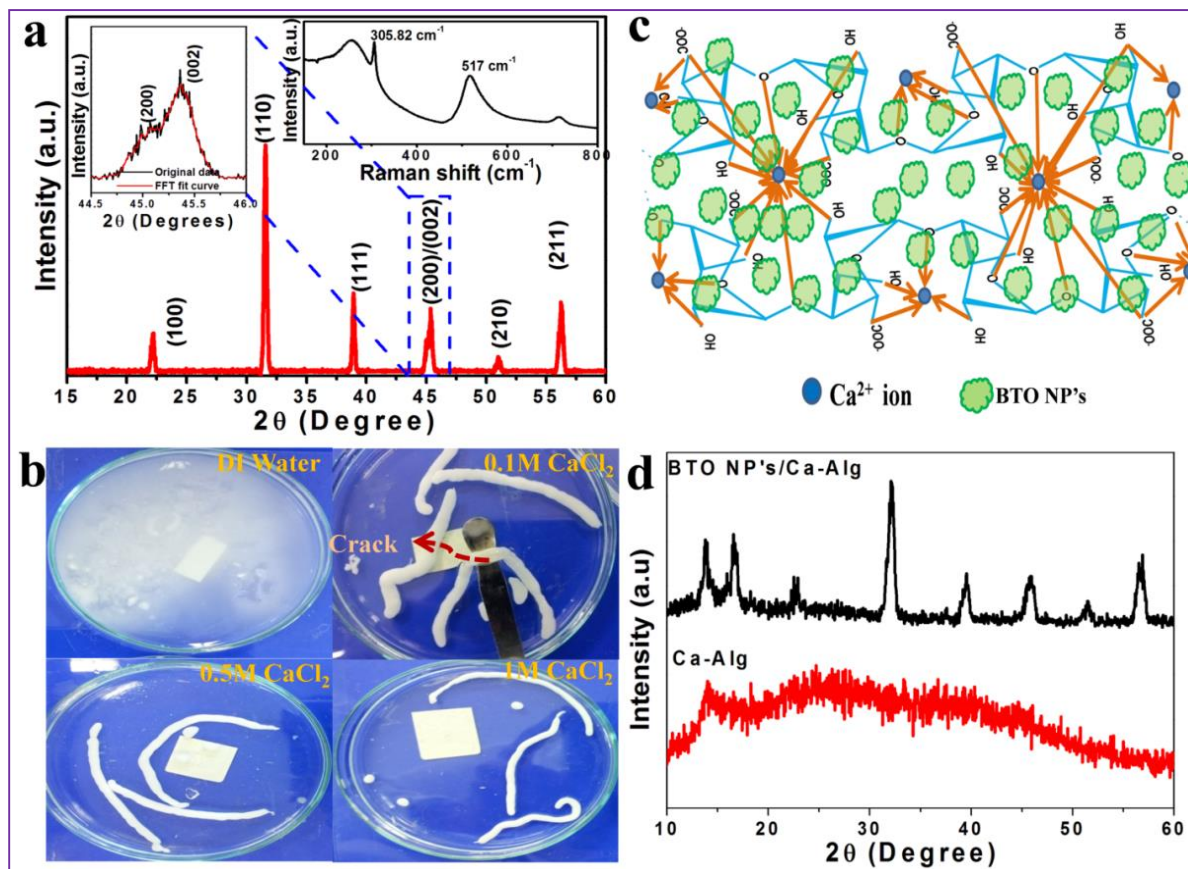 a
Intensity (a.u.)
(200)
(002)
Original data
FFT fit curve
44.5 45.0 45.5 46.0
2θ (Degrees)
Intensity (a.u.)
305.82 cm⁻¹
517 cm⁻¹
200 400 600 800
Raman shift (cm⁻¹)
Intensity (a.u.)
(100)
(110)
(111)
(200)/(002)
(210)
(211)
15 20 25 30 35 40 45 50 55 60
2θ (Degree)
b
DI Water
0.1M CaCl₂
Crack
0.5M CaCl₂
1M CaCl₂
c
Ca²⁺ ion
BTO NP's
d
BTO NP's/Ca-Alg
Ca-Alg
Intensity (a.u)
10 20 30 40 50 60
2θ (Degree)